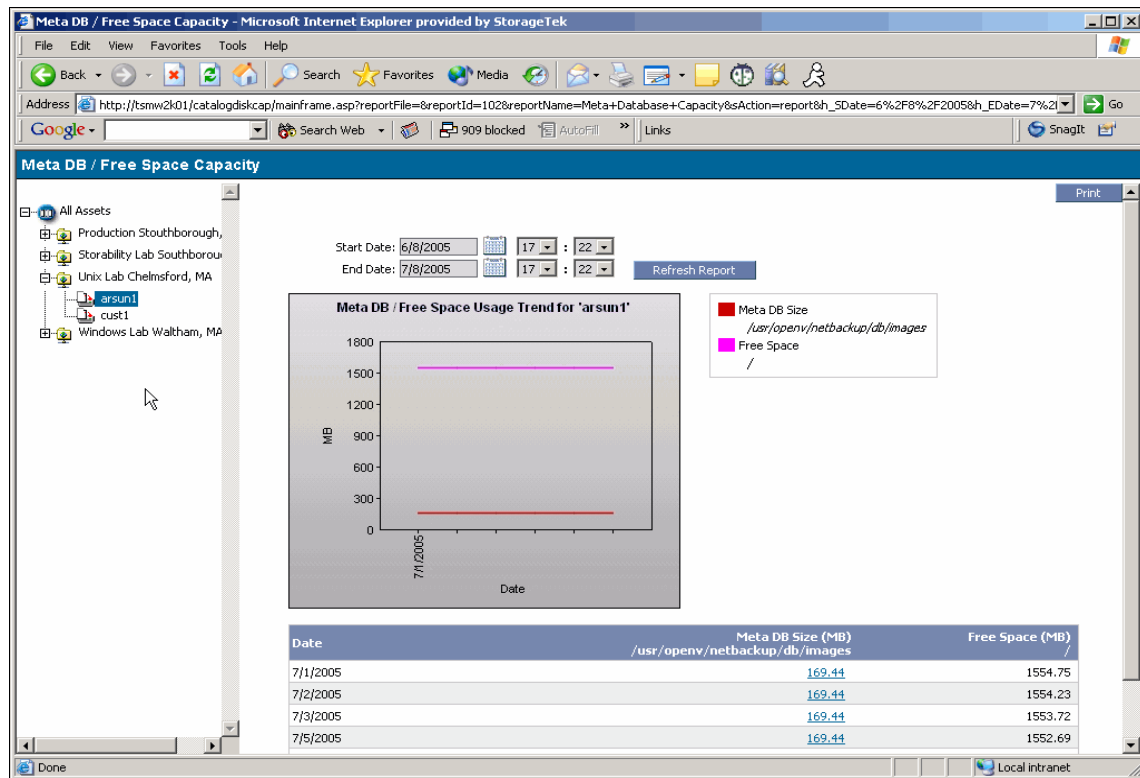 Meta DB / Free Space Capacity - Microsoft Internet Explorer provided by StorageTek
File Edit View Favorites Tools Help
Back Search Favorites Media
Address http://tsmw2k01/catalogdiskcap/mainframe.asp?reportFile=&reportId=102&reportName=Meta+Database+Capacity&sAction=report&h_SDate=6%2F8%2F2005&h_EDate=7%2 Go
Google Search Web 909 blocked AutoFill » Links SnagIt
Meta DB / Free Space Capacity
Print
All Assets
Production Stouthborough,
Storability Lab Southborou
Unix Lab Chelmsford, MA
arsun1
cust1
Windows Lab Waltham, MA
Start Date: 6/8/2005 17 : 22
End Date: 7/8/2005 17 : 22 Refresh Report
Meta DB / Free Space Usage Trend for 'arsun1'
1800
1500
1200
900
600
300
0
MB
7/1/2005
Date
Meta DB Size
/usr/openv/netbackup/db/images
Free Space
/
Date Meta DB Size (MB) Free Space (MB)
/usr/openv/netbackup/db/images /
7/1/2005 169.44 1554.75
7/2/2005 169.44 1554.23
7/3/2005 169.44 1553.72
7/5/2005 169.44 1552.69
Done Local intranet